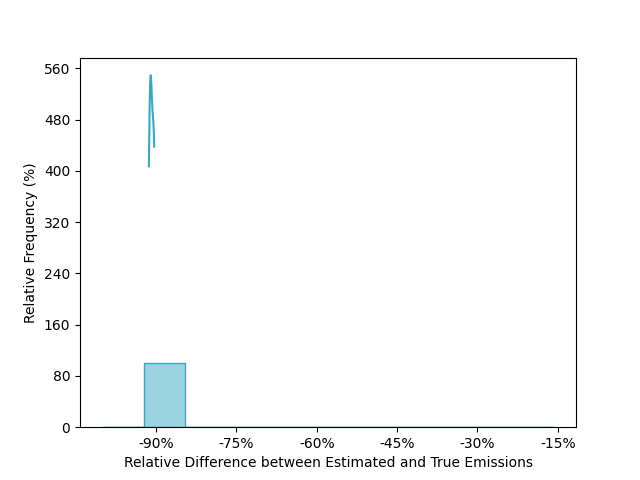 560
480
400
320
240
160
80
0
Relative Frequency (%)
-90% -75% -60% -45% -30% -15%
Relative Difference between Estimated and True Emissions